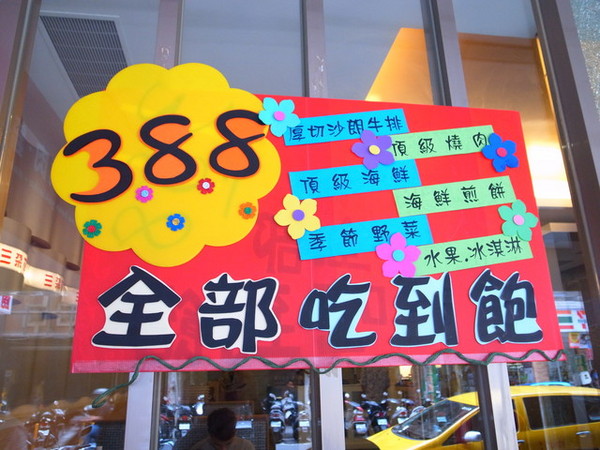 388
厚切沙朗牛排
頂級燒肉
頂級海鮮
海鮮煎餅
季節野菜
水果.冰淇淋
全部吃到飽